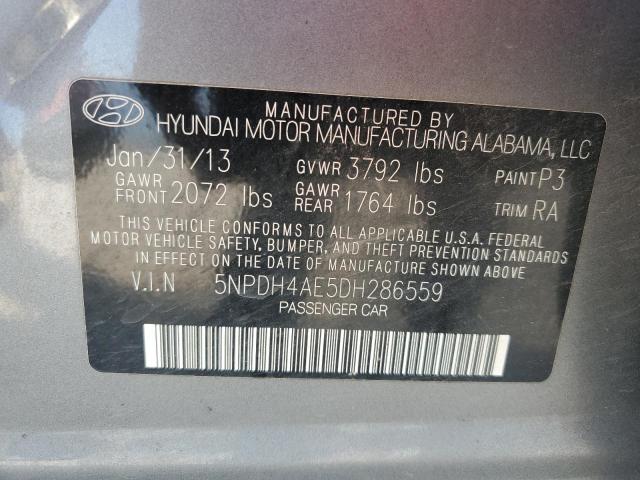 MANUFACTURED BY
HYUNDAI MOTOR MANUFACTURING ALABAMA, LLC
Jan/31/13 GVWR 3792 lbs PAINT P3
GAWR FRONT 2072 lbs GAWR REAR 1764 lbs TRIM RA
THIS VEHICLE CONFORMS TO ALL APPLICABLE U.S.A. FEDERAL
MOTOR VEHICLE SAFETY, BUMPER, AND THEFT PREVENTION STANDARDS
IN EFFECT ON THE DATE OF MANUFACTURE SHOWN ABOVE
V.I.N 5NPDH4AE5DH286559
PASSENGER CAR